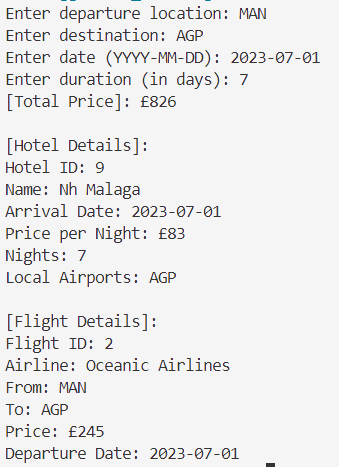 Enter departure location: MAN
Enter destination: AGP
Enter date (YYYY-MM-DD): 2023-07-01
Enter duration (in days): 7
[Total Price]: £826
[Hotel Details]:
Hotel ID: 9
Name: Nh Malaga
Arrival Date: 2023-07-01
Price per Night: £83
Nights: 7
Local Airports: AGP
[Flight Details]:
Flight ID: 2
Airline: Oceanic Airlines
From: MAN
To: AGP
Price: £245
Departure Date: 2023-07-01